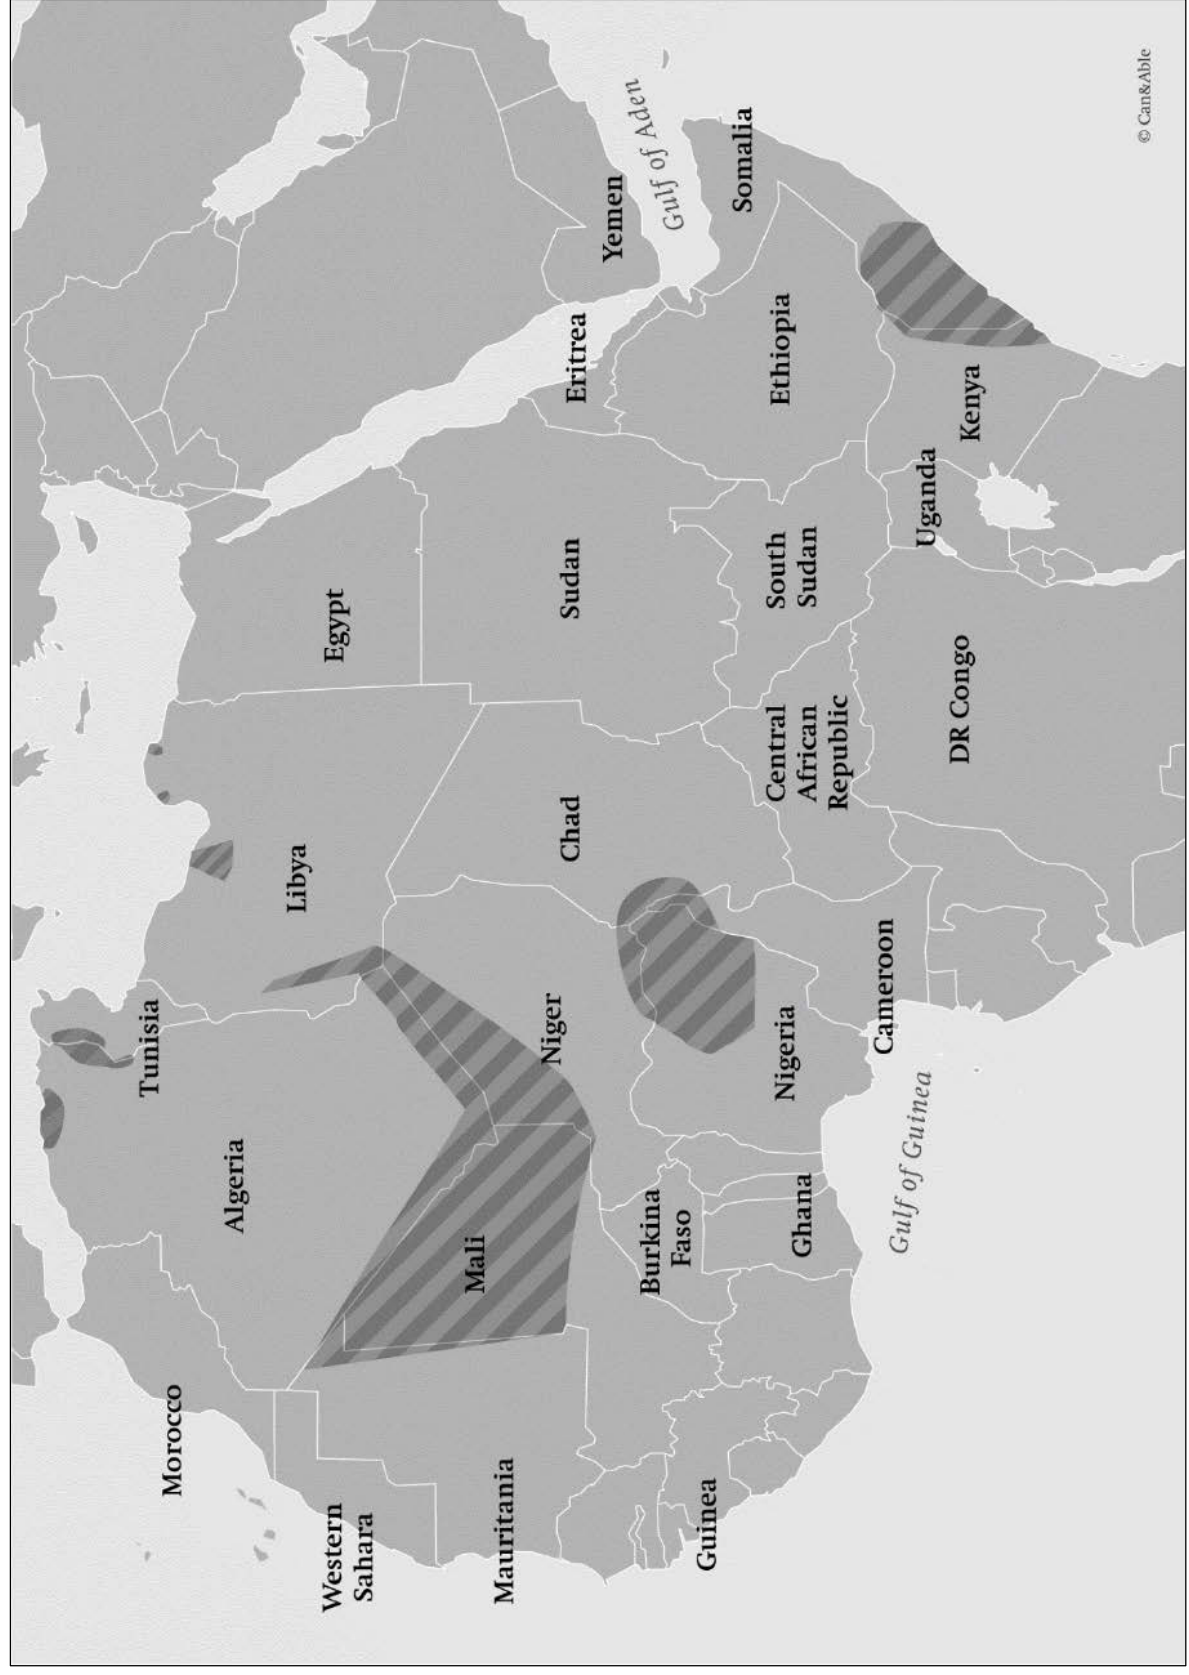 Morocco
Tunisia
Algeria
Libya
Egypt
Western
Sahara
Mauritania
Mali
Niger
Chad
Sudan
Eritrea
Yemen
Gulf of Aden
Guinea
Burkina
Faso
Ghana
Nigeria
Cameroon
Central
African
Republic
South
Sudan
Ethiopia
Somalia
Gulf of Guinea
DR Congo
Uganda
Kenya
© Can&Able